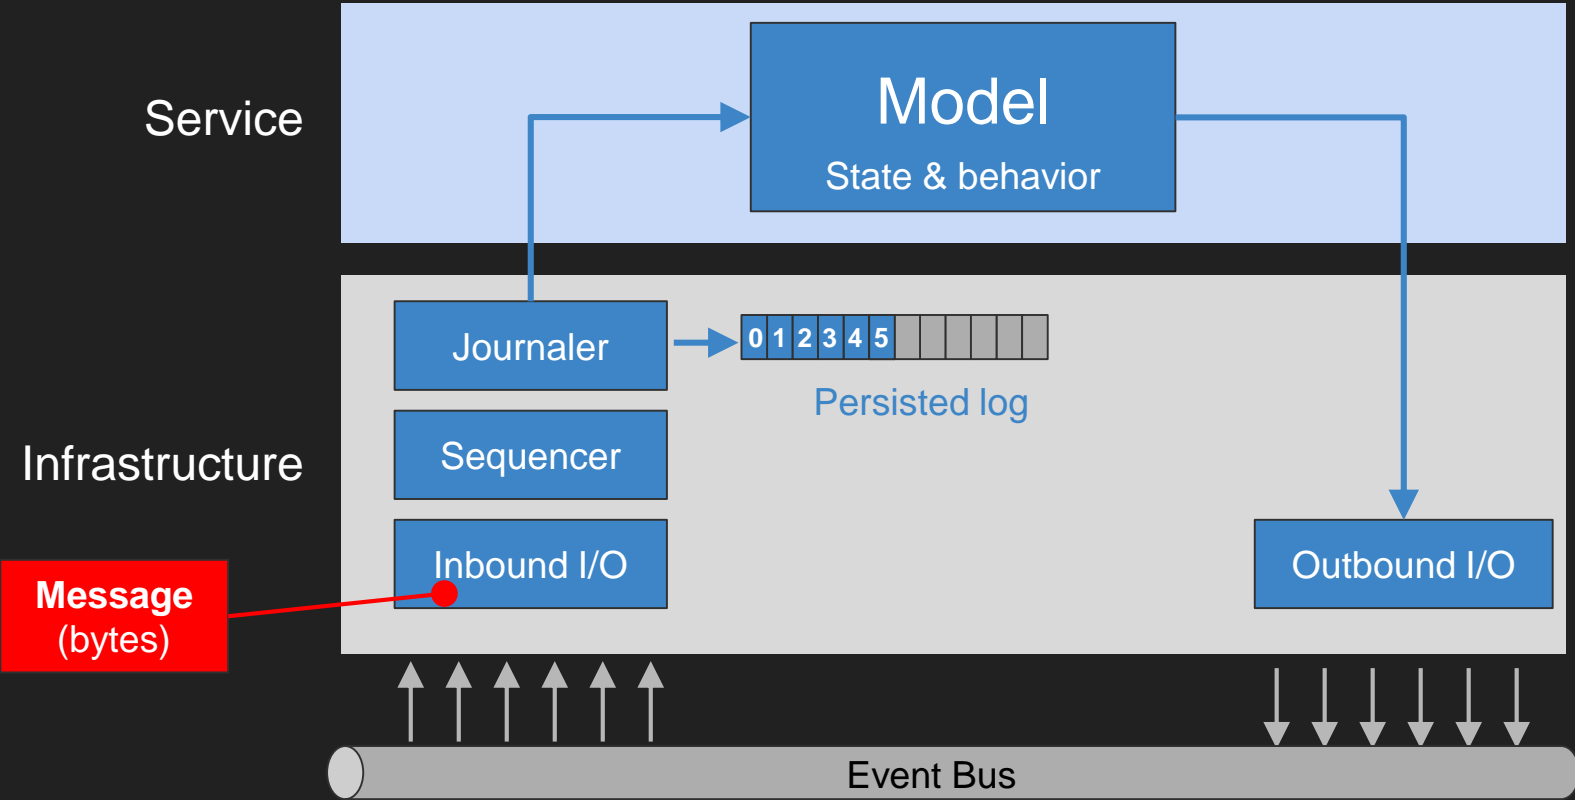 Service
Model
State & behavior
Journaler
0 1 2 3 4 5
Persisted log
Infrastructure
Sequencer
Inbound I/O
Outbound I/O
Message
(bytes)
Event Bus